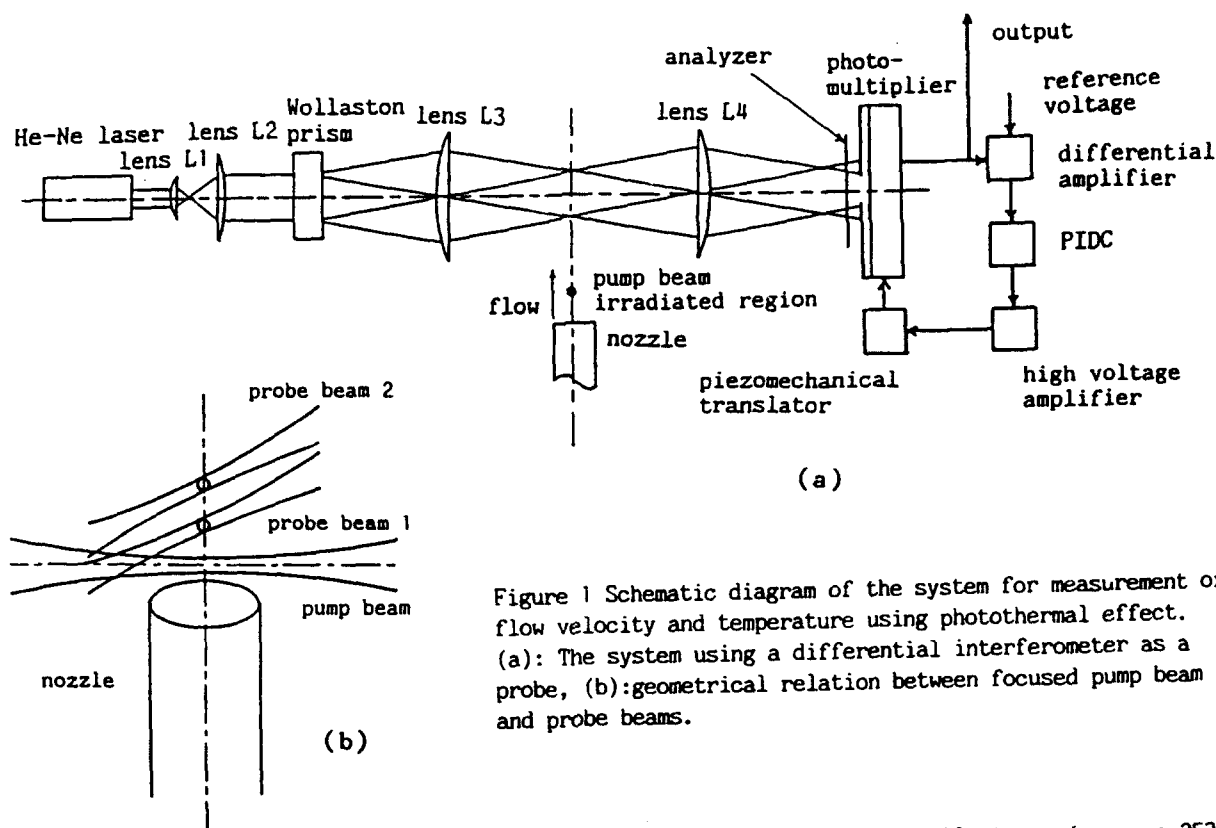 output
analyzer
photo-
multiplier
reference
voltage
Wollaston
prism
lens L3
lens L4
He-Ne laser
lens L2
lens L1
differential
amplifier
PIDC
flow
pump beam
irradiated region
nozzle
piezomechanical
translator
high voltage
amplifier
(a)
probe beam 2
probe beam 1
pump beam
nozzle
(b)
Figure 1 Schematic diagram of the system for measurement o
flow velocity and temperature using photothermal effect.
(a): The system using a differential interferometer as a
probe, (b):geometrical relation between focused pump beam
and probe beams.